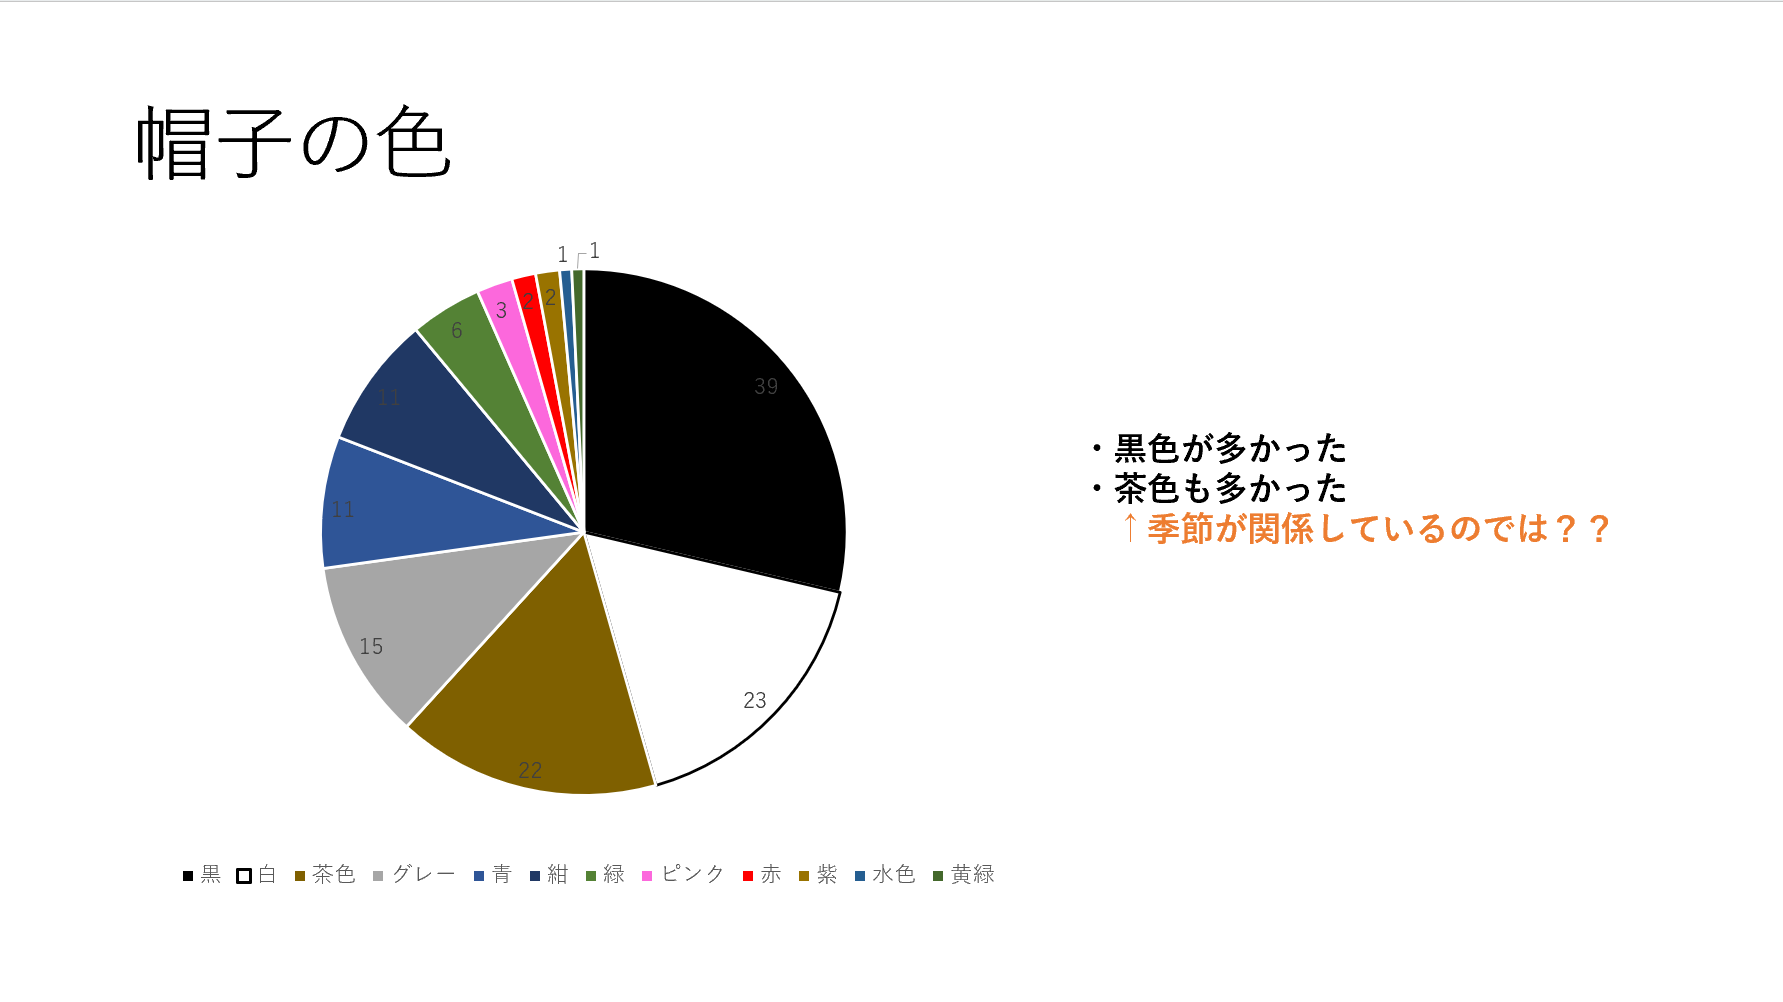 帽子の色
1
1
2
2
3
6
39
11
11
15
23
22
・黒色が多かった
・茶色も多かった
↑季節が関係しているのでは？？
黒 白 茶色 グレー 青 紺 緑 ピンク 赤 紫 水色 黄緑